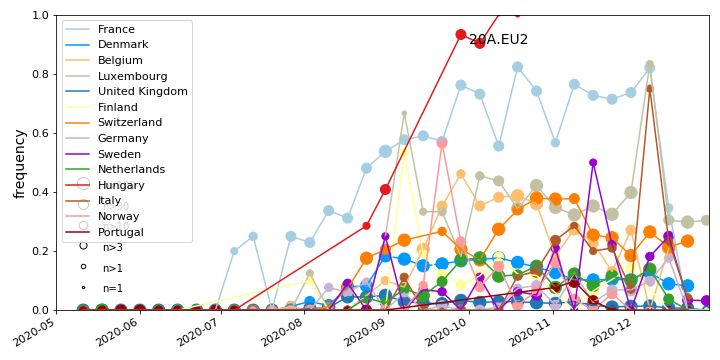 20A.EU2
frequency
1.0
0.8
0.6
0.4
0.2
0.0
France
Denmark
Belgium
Luxembourg
United Kingdom
Finland
Switzerland
Germany
Sweden
Netherlands
Hungry
Italy
Norway
Portugal
n>3
n>1
n=1
2020-05
2020-06
2020-07
2020-08
2020-09
2020-10
2020-11
2020-12